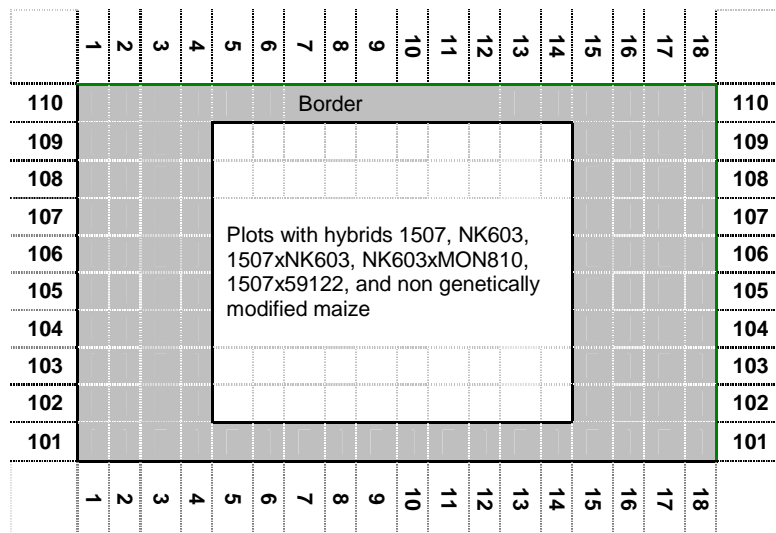 1 2 3 4 5 6 7 8 9 10 11 12 13 14 15 16 17 18
110 Border 110
109 109
108 108
107 107
Plots with hybrids 1507, NK603,
106 1507xNK603, NK603xMON810, 106
105 1507x59122, and non genetically 105
modified maize
104 104
103 103
102 102
101 101
1 2 3 4 5 6 7 8 9 10 11 12 13 14 15 16 17 18